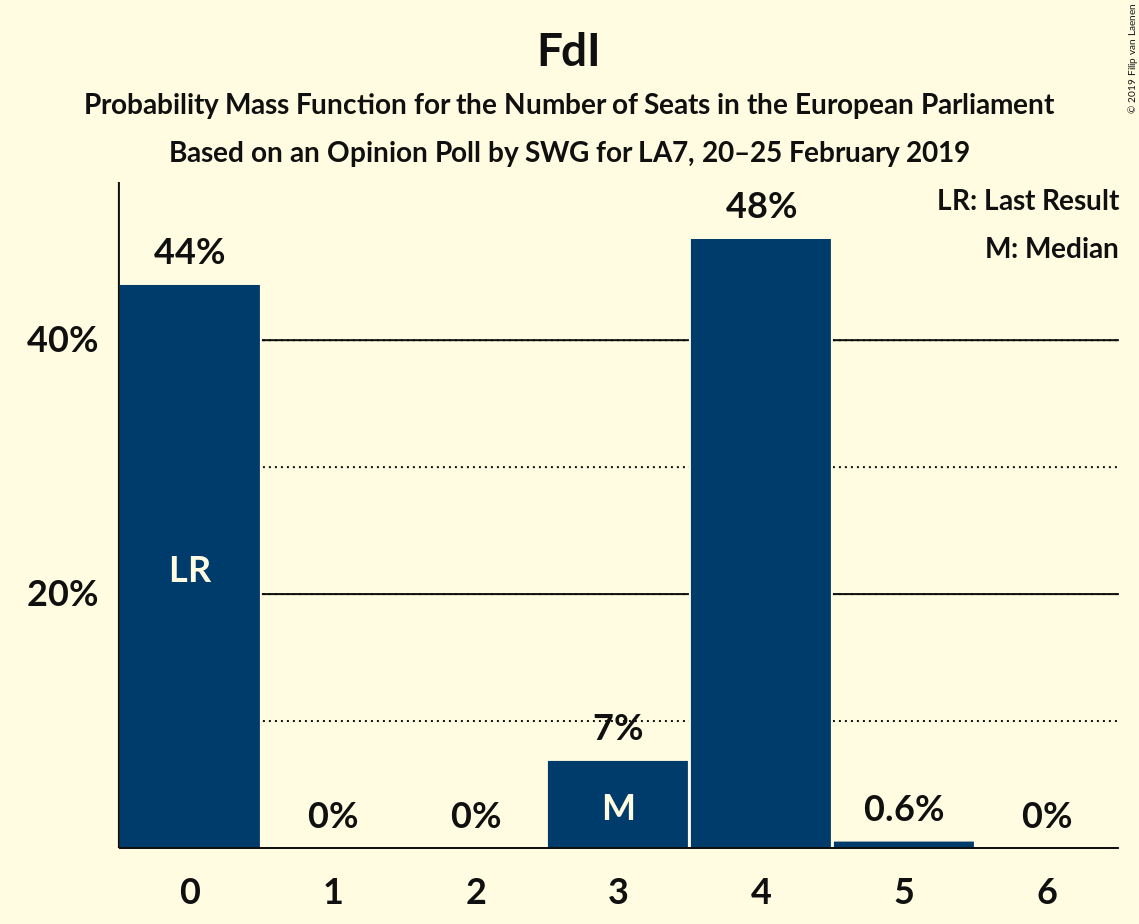 FdI
Probability Mass Function for the Number of Seats in the European Parliament
Based on an Opinion Poll by SWG for LA7, 20–25 February 2019
© 2019 Filip van Laenen
LR: Last Result
M: Median
48%
44%
40%
LR
20%
7%
M
0%
0%
0.6%
0%
0 1 2 3 4 5 6